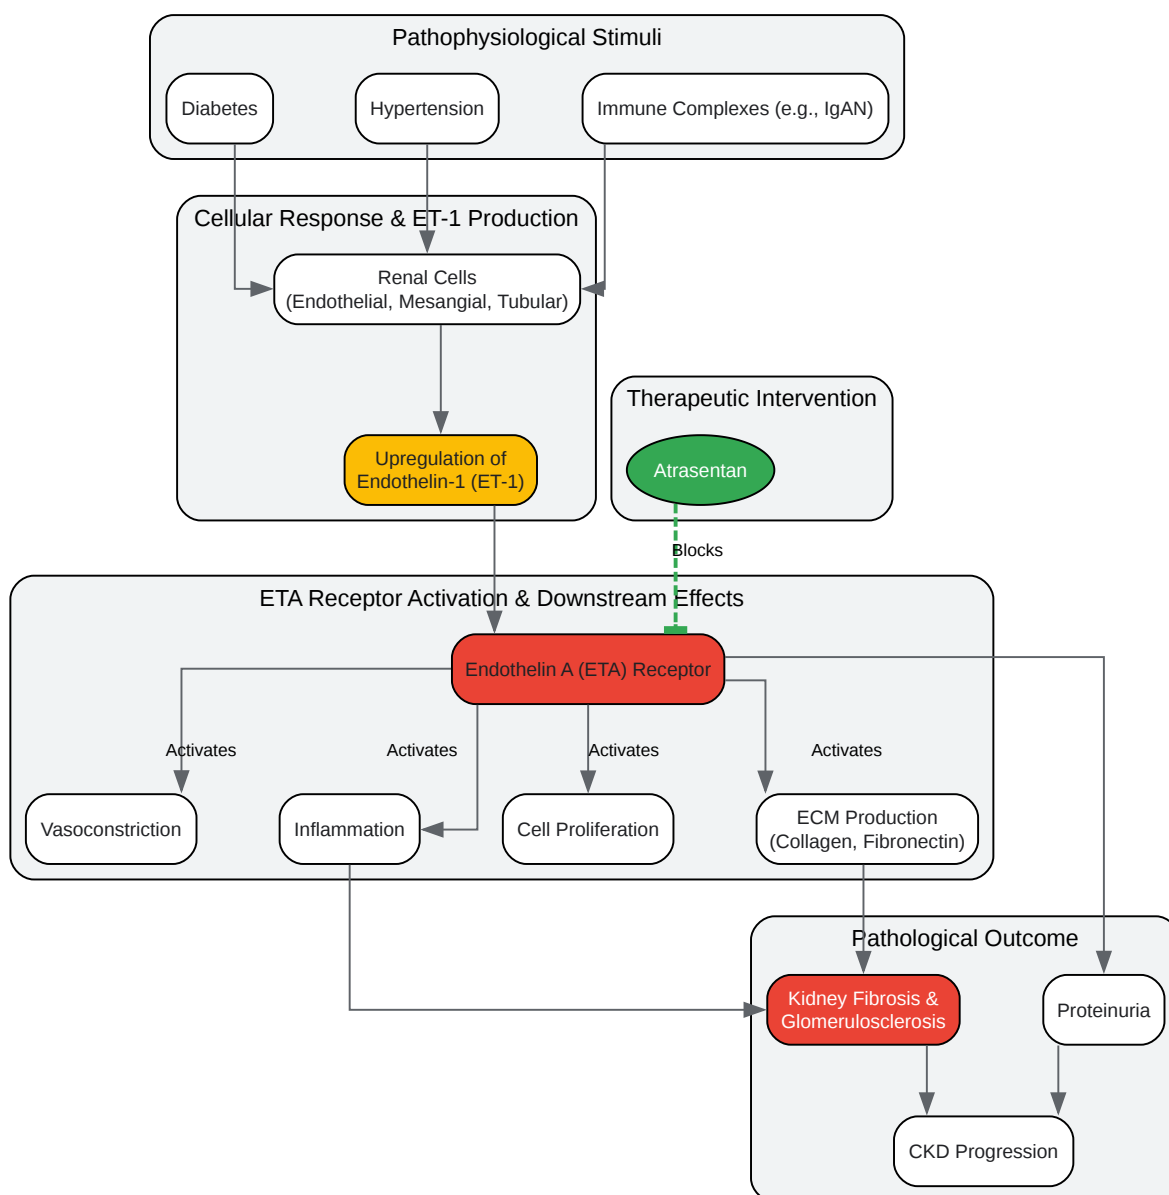 Pathophysiological Stimuli
Diabetes
Hypertension
Immune Complexes (e.g., IgAN)
Cellular Response & ET-1 Production
Renal Cells
(Endothelial, Mesangial, Tubular)
Therapeutic Intervention
Upregulation of
Endothelin-1 (ET-1)
Atrasentan
Blocks
ETA Receptor Activation & Downstream Effects
Endothelin A (ETA) Receptor
Activates
Activates
Activates
Activates
Vasoconstriction
Inflammation
Cell Proliferation
ECM Production
(Collagen, Fibronectin)
Pathological Outcome
Kidney Fibrosis &
Glomerulosclerosis
Proteinuria
CKD Progression